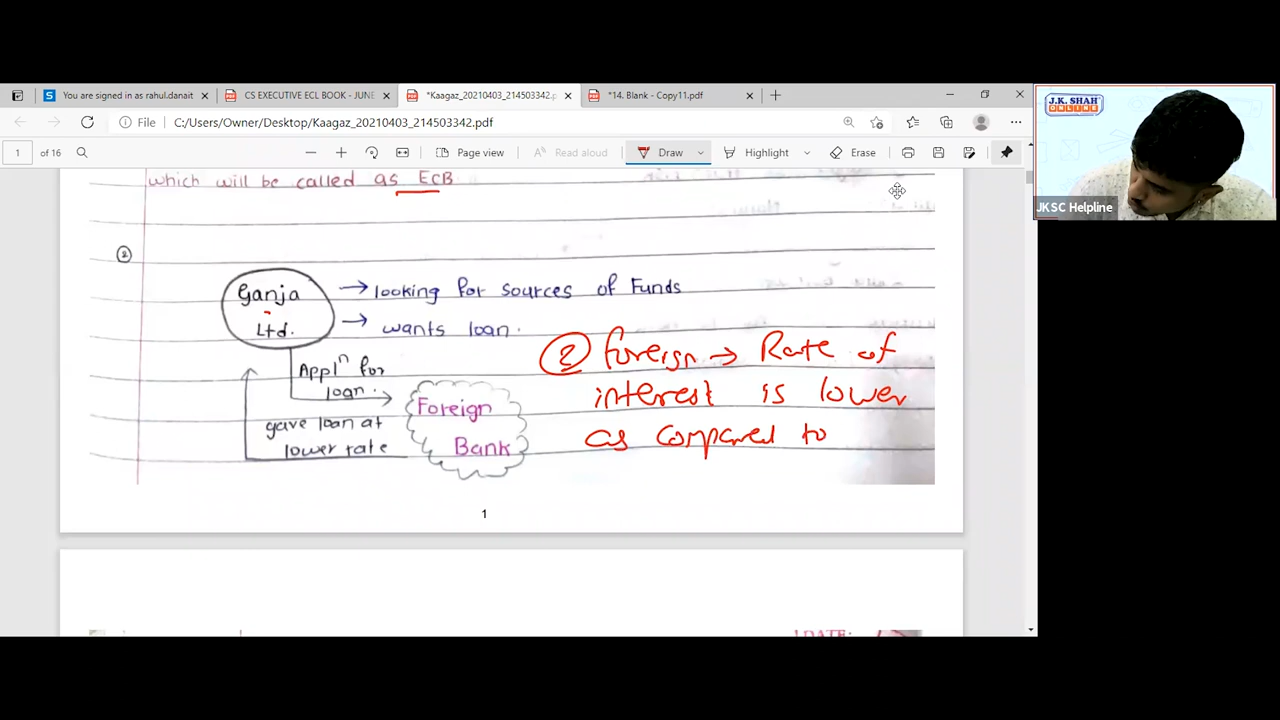 You are signed in as rahul.danait
CS EXECUTIVE ECL BOOK - JUNE
*Kaagaz_20210403_214503342.p
*14. Blank - Copy11.pdf
File
C:/Users/Owner/Desktop/Kaagaz_20210403_214503342.pdf
1 of 16
Page view
Read aloud
Draw
Highlight
Erase
J.K. SHAH
ONLINE
JKSC Helpline
which will be called as ECB
②
Ganja
Ltd.
→ looking for sources of Funds
→ wants loan.
Applⁿ for
loan.
gave loan at
lower rate
Foreign
Bank
② foreign → Rate of
interest is lower
as compared to
1
DATE: